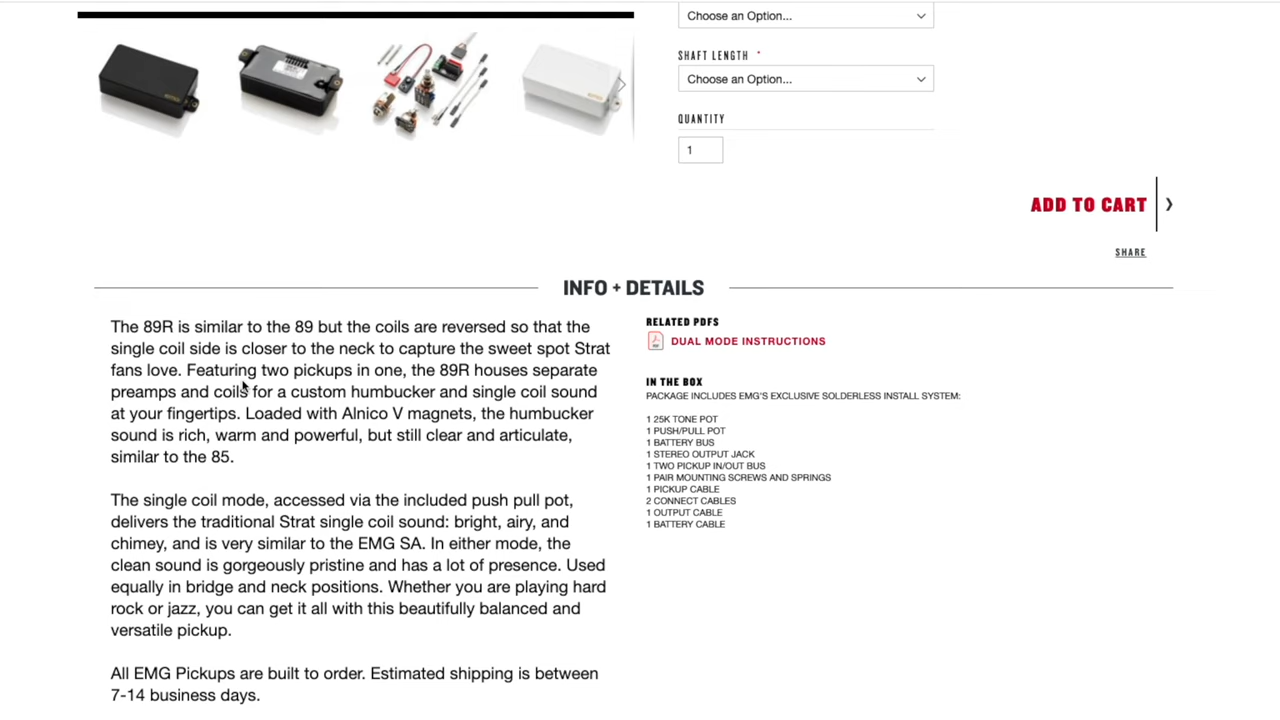 Choose an Option...
SHAFT LENGTH *
Choose an Option...
QUANTITY
1
ADD TO CART
SHARE
INFO + DETAILS
The 89R is similar to the 89 but the coils are reversed so that the
single coil side is closer to the neck to capture the sweet spot Strat
fans love. Featuring two pickups in one, the 89R houses separate
preamps and coils for a custom humbucker and single coil sound
at your fingertips. Loaded with Alnico V magnets, the humbucker
sound is rich, warm and powerful, but still clear and articulate,
similar to the 85.
The single coil mode, accessed via the included push pull pot,
delivers the traditional Strat single coil sound: bright, airy, and
chimey, and is very similar to the EMG SA. In either mode, the
clean sound is gorgeously pristine and has a lot of presence. Used
equally in bridge and neck positions. Whether you are playing hard
rock or jazz, you can get it all with this beautifully balanced and
versatile pickup.
All EMG Pickups are built to order. Estimated shipping is between
7-14 business days.
RELATED PDFS
DUAL MODE INSTRUCTIONS
IN THE BOX
PACKAGE INCLUDES EMG'S EXCLUSIVE SOLDERLESS INSTALL SYSTEM:
1 25K TONE POT
1 PUSH/PULL POT
1 BATTERY BUS
1 STEREO OUTPUT JACK
1 TWO PICKUP IN/OUT BUS
1 PAIR MOUNTING SCREWS AND SPRINGS
1 PICKUP CABLE
2 CONNECT CABLES
1 OUTPUT CABLE
1 BATTERY CABLE